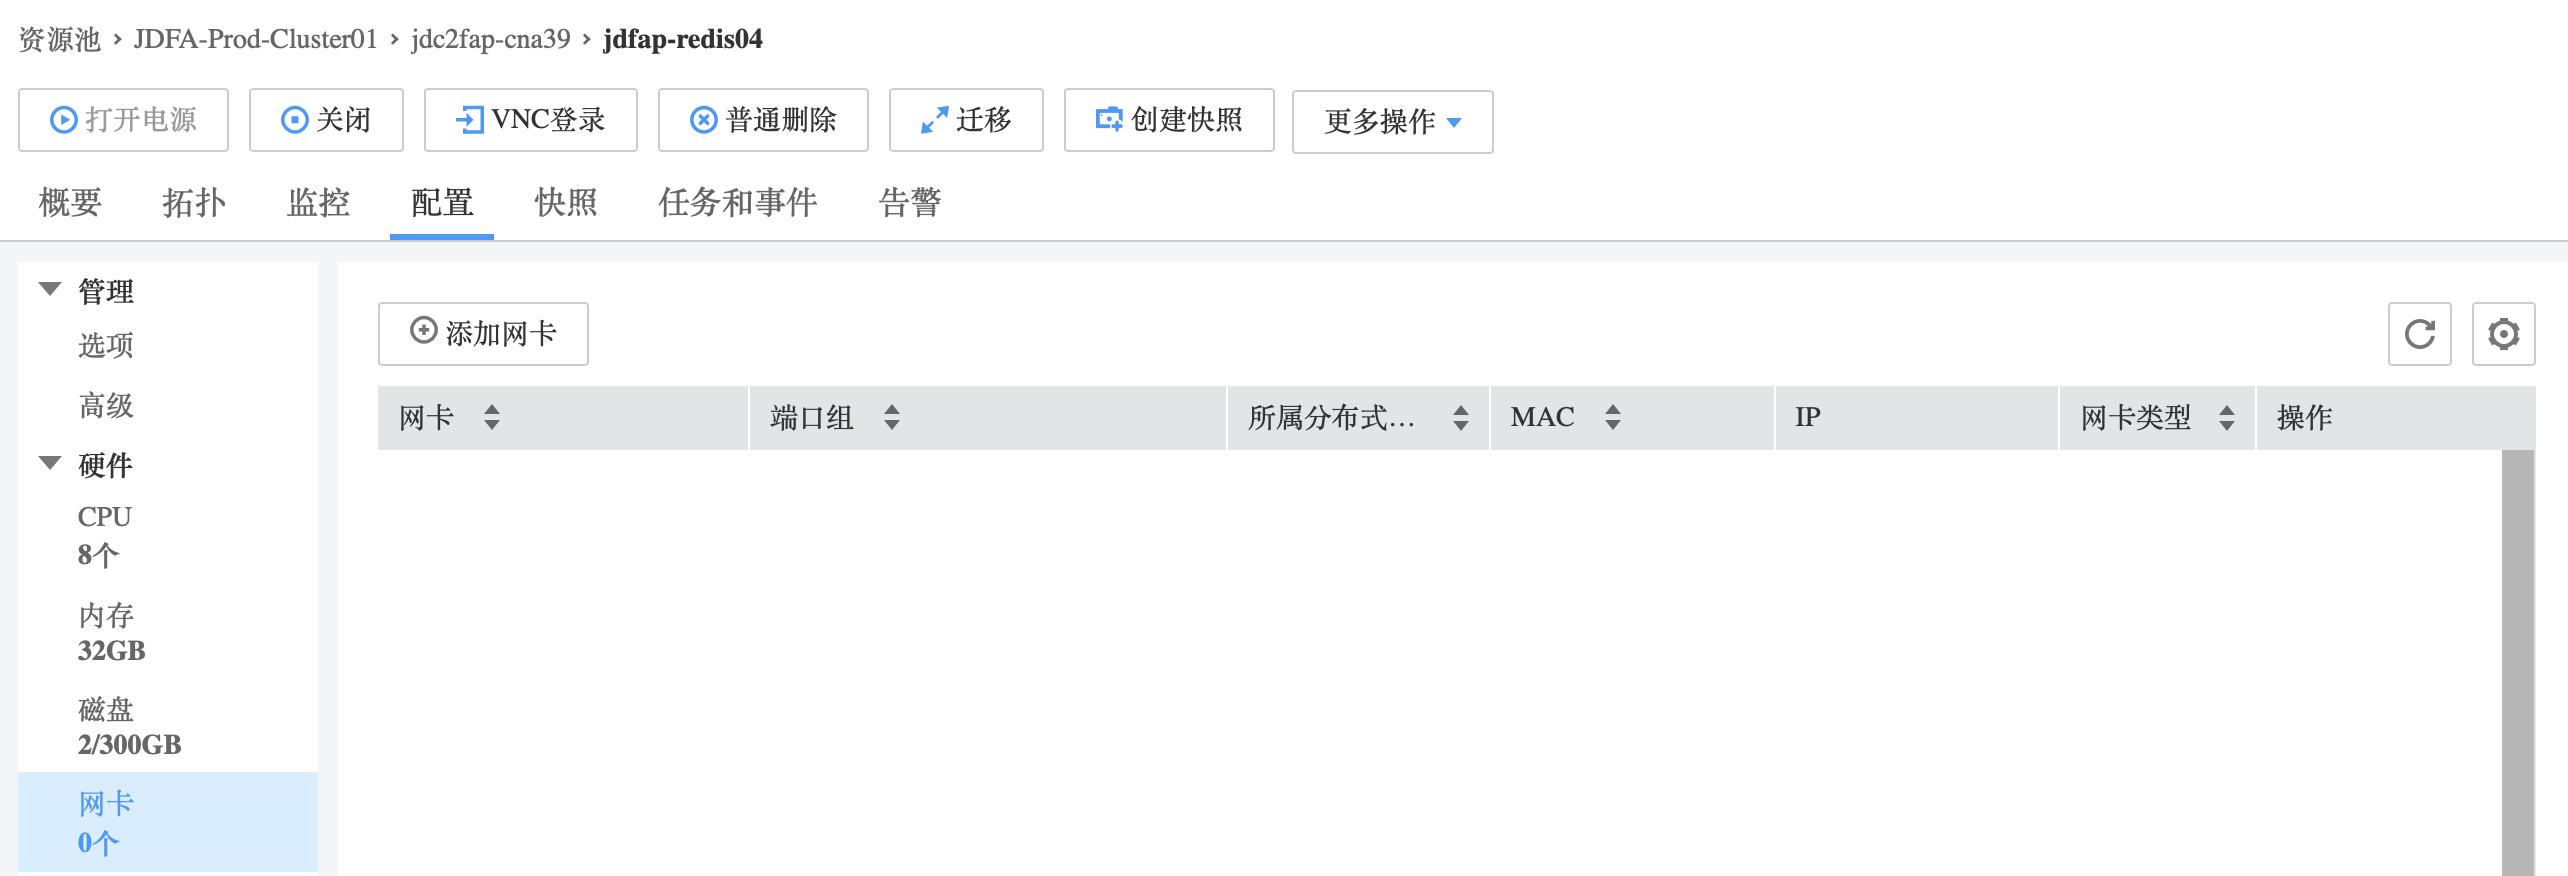 资源池 › JDFA-Prod-Cluster01 › jdc2fap-cna39 › jdfap-redis04
打开电源 关闭 VNC登录 普通删除 迁移 创建快照 更多操作
概要 拓扑 监控 配置 快照 任务和事件 告警
管理
选项
高级
硬件
CPU
8个
内存
32GB
磁盘
2/300GB
网卡
0个
添加网卡
网卡 端口组 所属分布式... MAC IP 网卡类型 操作